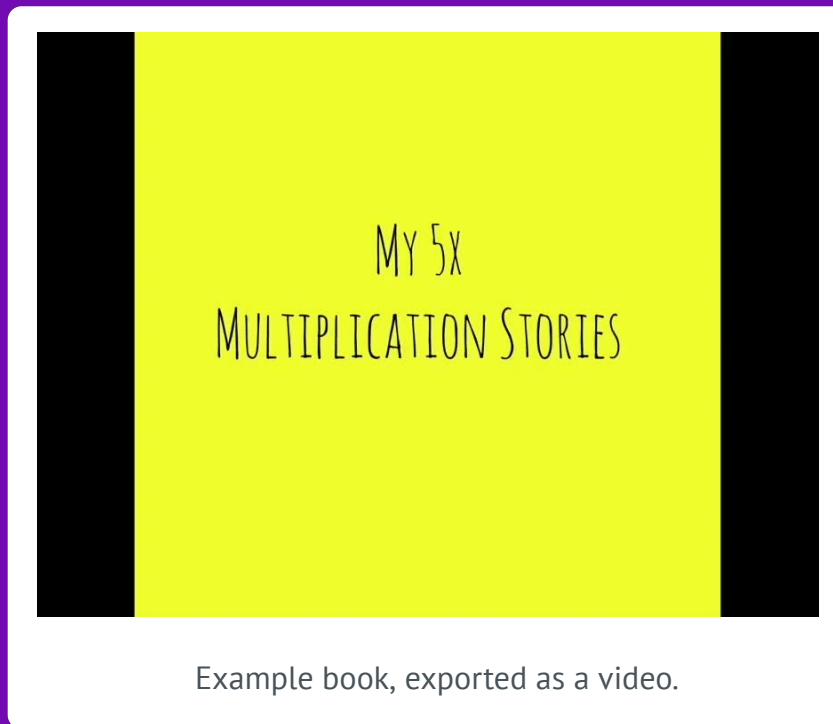 My 5x
Multiplication Stories
Example book, exported as a video.